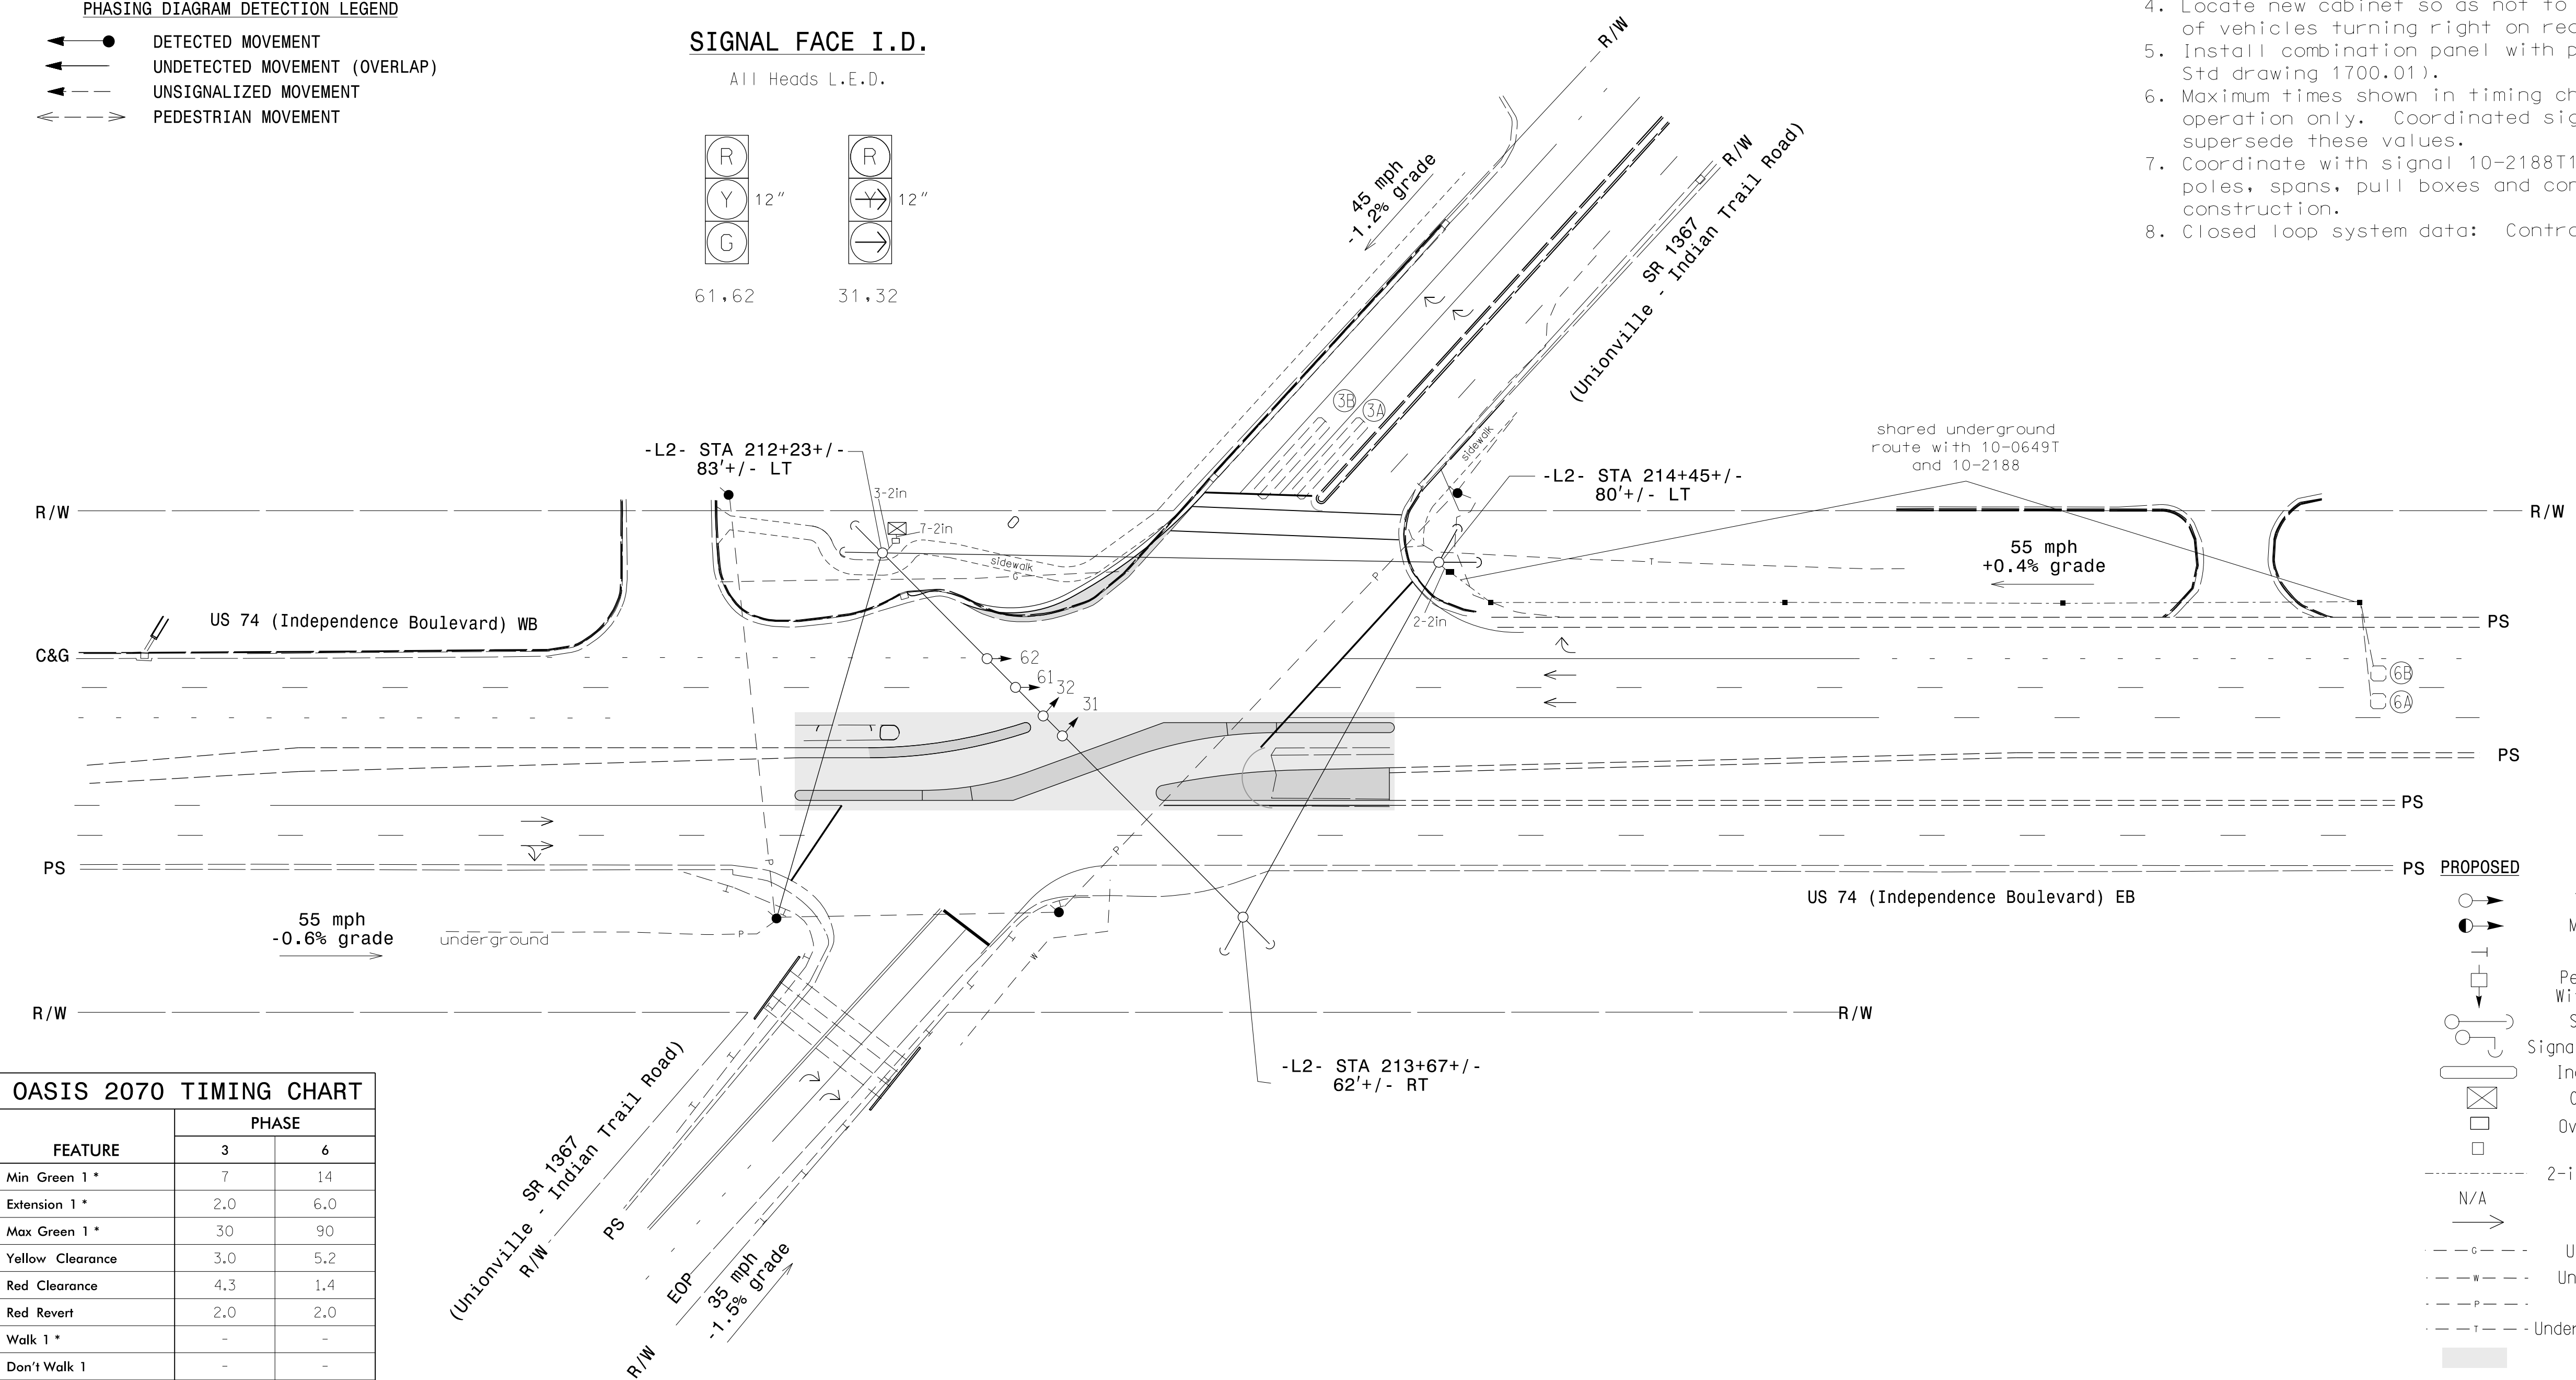 PHASING DIAGRAM DETECTION LEGEND
DETECTED MOVEMENT
UNDETECTED MOVEMENT (OVERLAP)
UNSIGNALIZED MOVEMENT
PEDESTRIAN MOVEMENT
SIGNAL FACE I.D.
All Heads L.E.D.
R
Y 12"
G
61,62
R
Y 12"
31,32
4. Locate new cabinet so as not to
of vehicles turning right on
5. Install combination panel with
Std drawing 1700.01).
6. Maximum times shown in timing
operation only. Coordinated
supersede these values.
7. Coordinate with signal 10-2188T1
poles, spans, pull boxes and
construction.
8. Closed loop system data:
R/W
45 mph
-1.2% grade
R/W
SR 1367
(Unionville - Indian Trail Road)
3B
3A
sidewalk
shared underground
route with 10-0649T
and 10-2188
-L2- STA 212+23+/-
83'+/- LT
3-2in
7-2in
-L2- STA 214+45+/-
80'+/- LT
R/W
R/W
sidewalk
G
P
T
55 mph
+0.4% grade
2-2in
US 74 (Independence Boulevard) WB
C&G
PS
62
61
32
31
6B
6A
PS
PS
PS
P
P
PS
US 74 (Independence Boulevard) EB
55 mph
-0.6% grade
underground
P
W
R/W
R/W
-L2- STA 213+67+/-
62'+/- RT
SR 1367
(Unionville - Indian Trail Road)
R/W
PS
EOP
R/W
35 mph
-1.5% grade
OASIS 2070 TIMING CHART
FEATURE
PHASE
3 6
Min Green 1 * 7 14
Extension 1 * 2.0 6.0
Max Green 1 * 30 90
Yellow Clearance 3.0 5.2
Red Clearance 4.3 1.4
Red Revert 2.0 2.0
Walk 1 * - -
Don't Walk 1 - -
PROPOSED
N/A
G
W
P
T